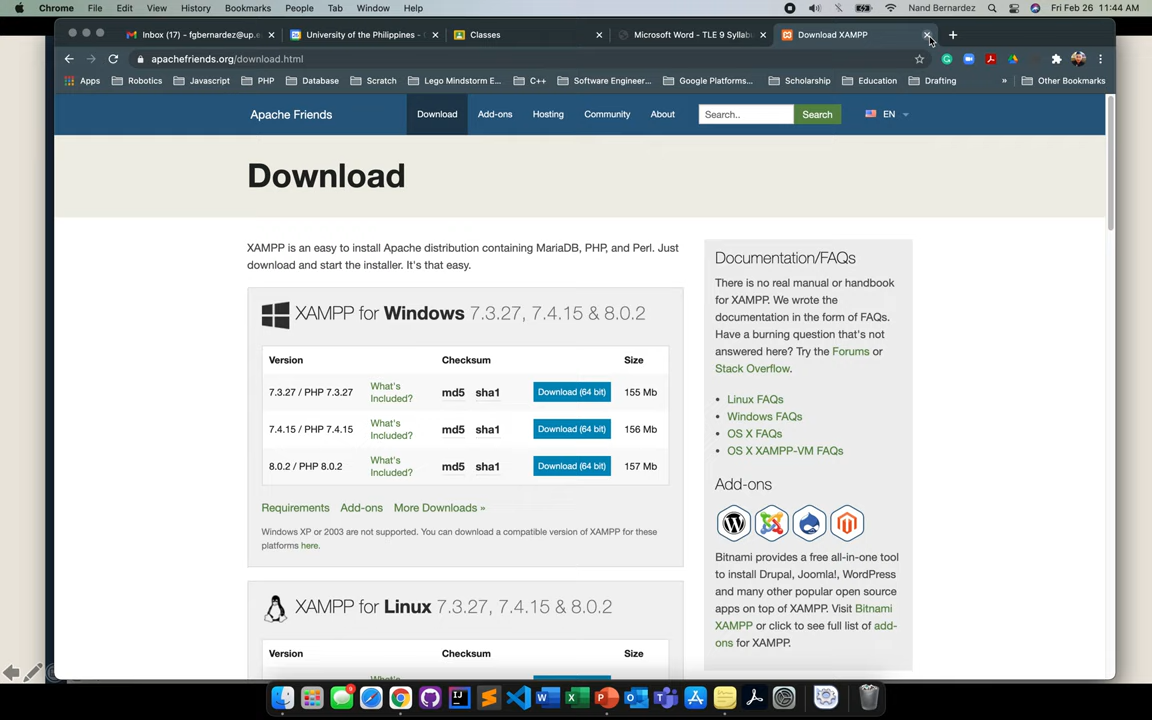 Chrome File Edit View History Bookmarks People Tab Window Help Nand Bernardez Fri Feb 26 11:44 AM
Inbox (17) - fgbernardez@up.e University of the Philippines - Classes Microsoft Word - TLE 9 Syllab Download XAMPP
apachefriends.org/download.html
Apps Robotics Javascript PHP Database Scratch Lego Mindstorm E... C++ Software Engineer... Google Platforms... Scholarship Education Drafting » Other Bookmarks
Apache Friends Download Add-ons Hosting Community About Search.. Search EN
Download
XAMPP is an easy to install Apache distribution containing MariaDB, PHP, and Perl. Just
download and start the installer. It's that easy.
XAMPP for Windows 7.3.27, 7.4.15 & 8.0.2
Version Checksum Size
7.3.27 / PHP 7.3.27 What's Included? md5 sha1 Download (64 bit) 155 Mb
7.4.15 / PHP 7.4.15 What's Included? md5 sha1 Download (64 bit) 156 Mb
8.0.2 / PHP 8.0.2 What's Included? md5 sha1 Download (64 bit) 157 Mb
Requirements Add-ons More Downloads »
Windows XP or 2003 are not supported. You can download a compatible version of XAMPP for these
platforms here.
XAMPP for Linux 7.3.27, 7.4.15 & 8.0.2
Version Checksum Size
Documentation/FAQs
There is no real manual or handbook
for XAMPP. We wrote the
documentation in the form of FAQs.
Have a burning question that's not
answered here? Try the Forums or
Stack Overflow.
• Linux FAQs
• Windows FAQs
• OS X FAQs
• OS X XAMPP-VM FAQs
Add-ons
Bitnami provides a free all-in-one tool
to install Drupal, Joomla!, WordPress
and many other popular open source
apps on top of XAMPP. Visit Bitnami
XAMPP or click to see full list of add-
ons for XAMPP.